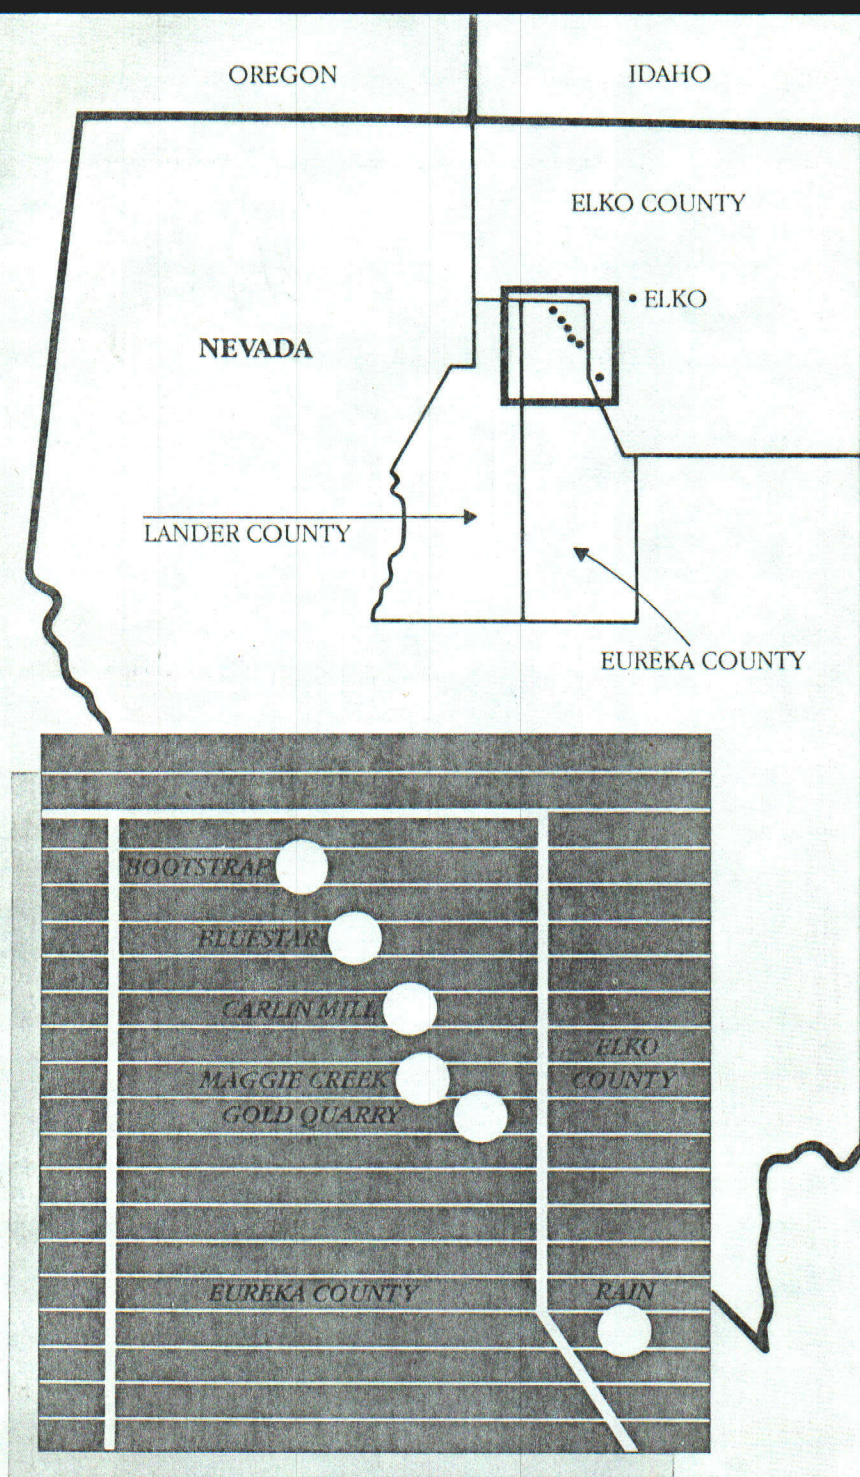 OREGON
IDAHO
ELKO COUNTY
ELKO
NEVADA
LANDER COUNTY
EUREKA COUNTY
BOOTSTRAP
BLUESTAR
CARLIN MILL
ELKO
COUNTY
MAGGIE CREEK
GOLD QUARRY
EUREKA COUNTY
RAIN